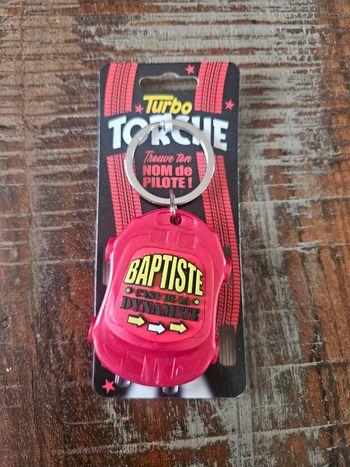 Turbo
TORCHE
Trouve ton
NOM de
PILOTE !
BAPTISTE
C'EST DE LA
DYNAMITE